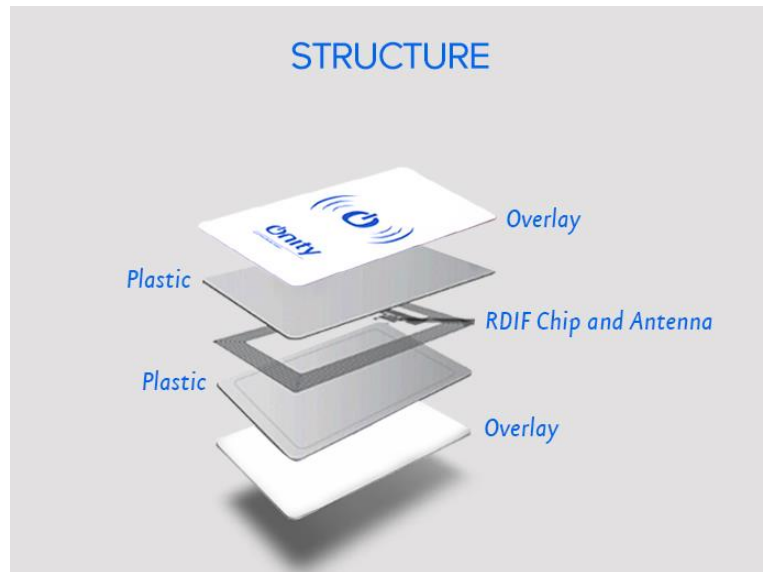 STRUCTURE
Overlay
Onity
Plastic
RDIF Chip and Antenna
Plastic
Overlay